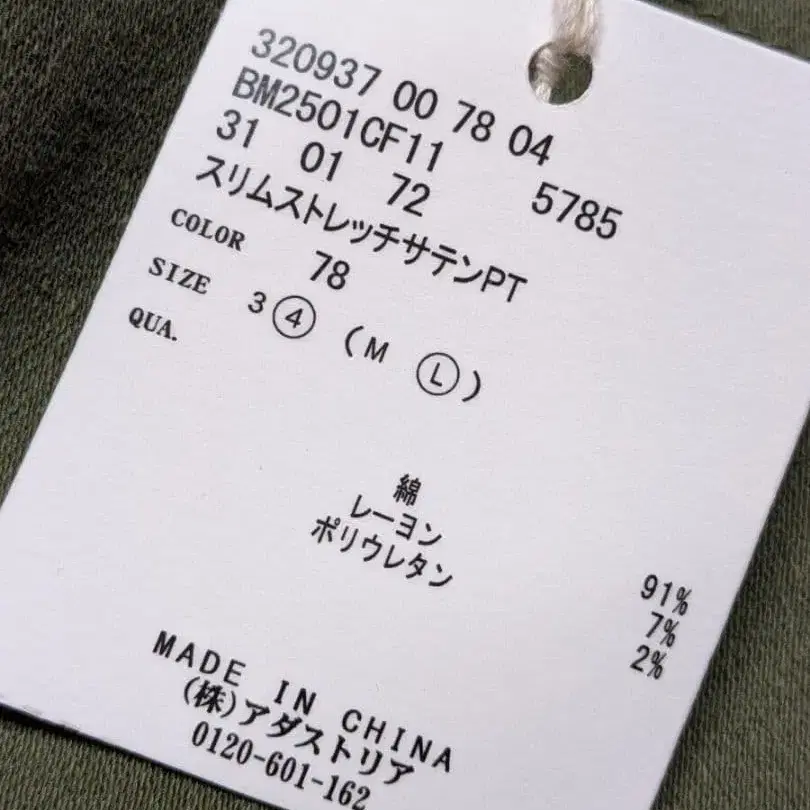 320937 00 78 04
BM2501CF11
31 01 72 5785
スリムストレッチサテンPT
COLOR 78
SIZE 3 ④ (M Ⓛ)
QUA.
綿 91%
レーヨン 7%
ポリウレタン 2%
MADE IN CHINA
(株)アダストリア
0120-601-162